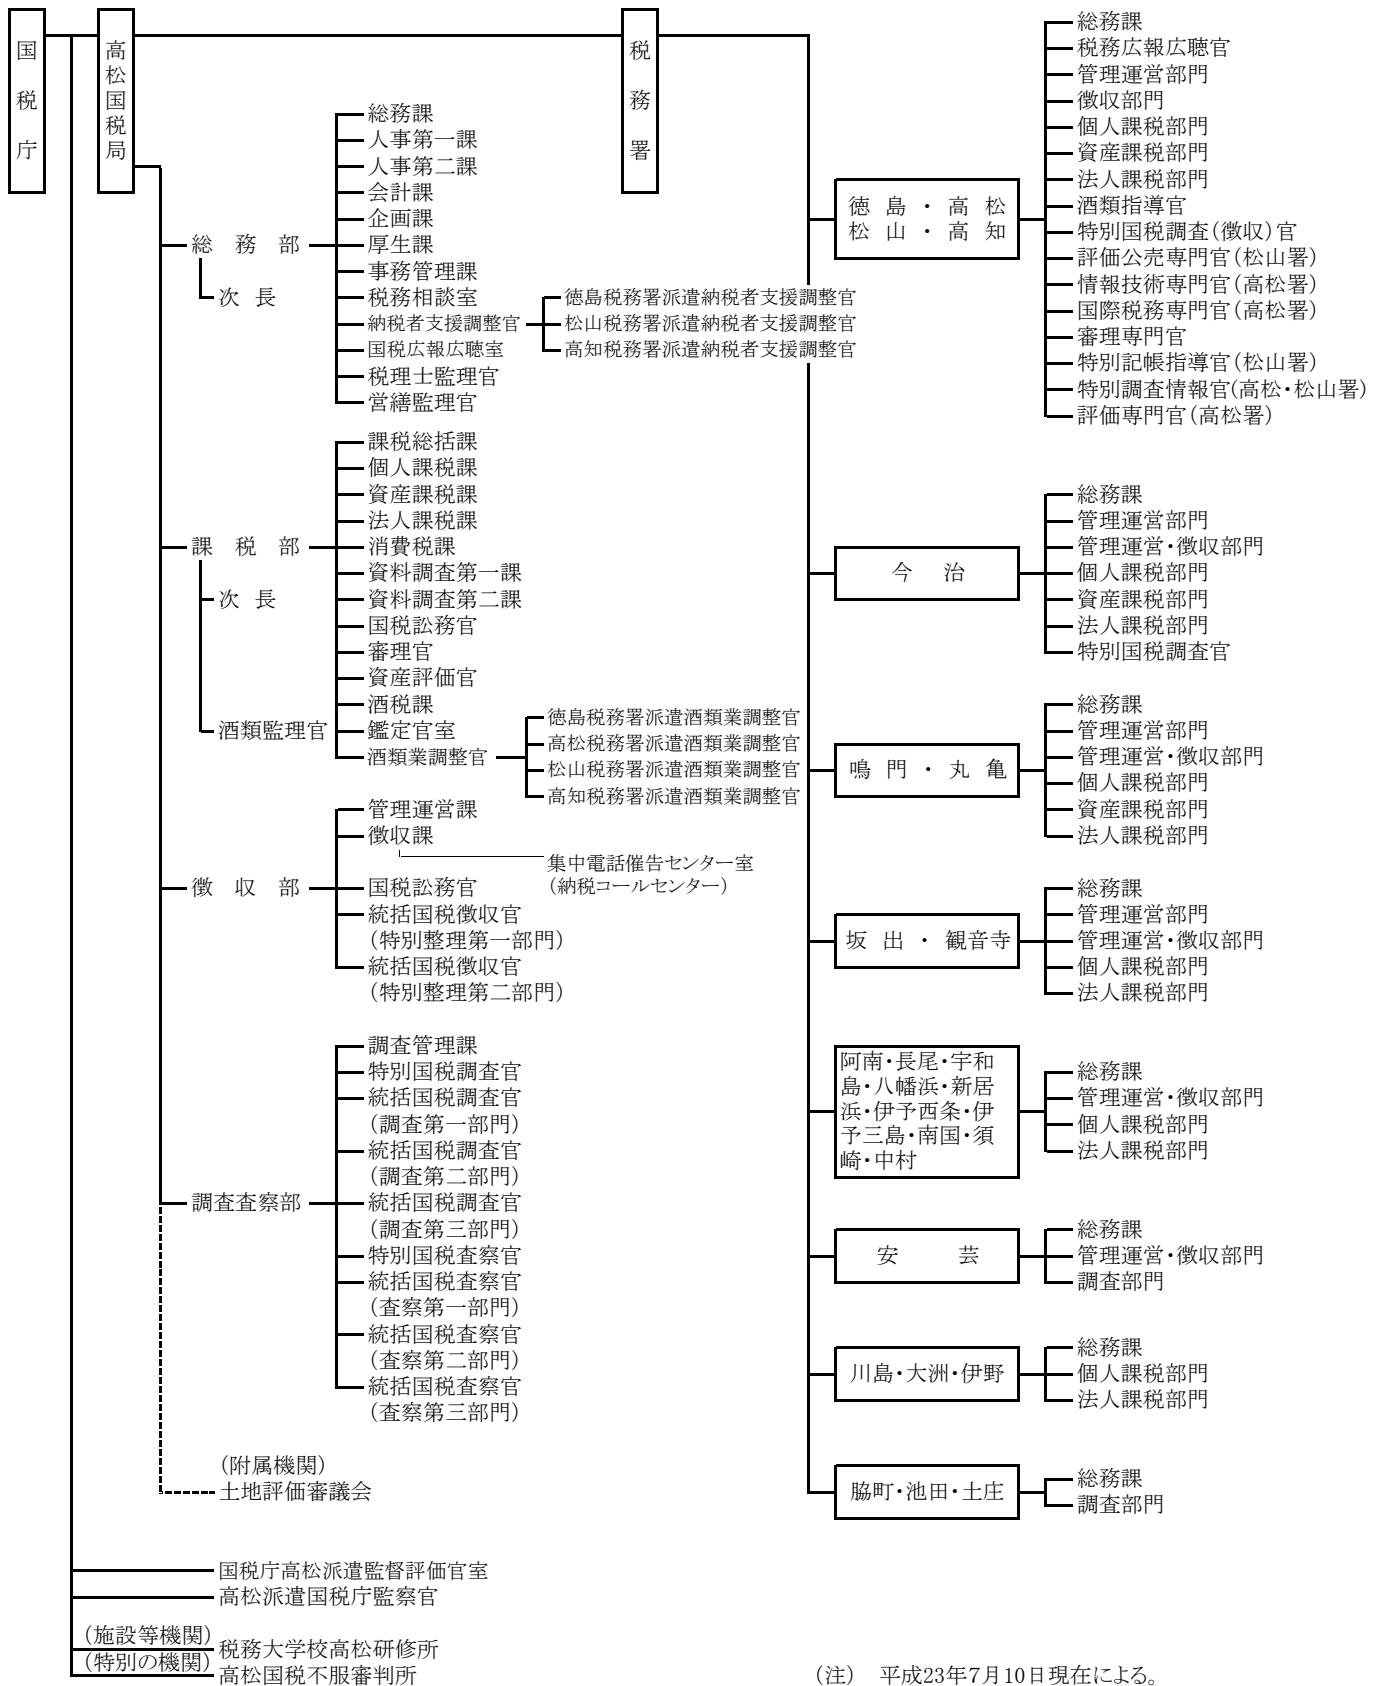 国税庁
高松国税局
総務部
次長
総務課
人事第一課
人事第二課
会計課
企画課
厚生課
事務管理課
税務相談室
納税者支援調整官
徳島税務署派遣納税者支援調整官
松山税務署派遣納税者支援調整官
高知税務署派遣納税者支援調整官
国税広報広聴室
税理士監理官
営繕監理官
課税部
次長
酒類監理官
課税総括課
個人課税課
資産課税課
法人課税課
消費税課
資料調査第一課
資料調査第二課
国税訟務官
審理官
資産評価官
酒税課
鑑定官室
酒類業調整官
徳島税務署派遣酒類業調整官
高松税務署派遣酒類業調整官
松山税務署派遣酒類業調整官
高知税務署派遣酒類業調整官
徴収部
管理運営課
徴収課
集中電話催告センター室
(納税コールセンター)
国税訟務官
統括国税徴収官
(特別整理第一部門)
統括国税徴収官
(特別整理第二部門)
調査査察部
調査管理課
特別国税調査官
統括国税調査官
(調査第一部門)
統括国税調査官
(調査第二部門)
統括国税調査官
(調査第三部門)
特別国税査察官
統括国税査察官
(査察第一部門)
統括国税査察官
(査察第二部門)
統括国税査察官
(査察第三部門)
(附属機関)
土地評価審議会
国税庁高松派遣監督評価官室
高松派遣国税庁監察官
(施設等機関)
税務大学校高松研修所
(特別の機関)
高松国税不服審判所
税務署
徳島・高松
松山・高知
総務課
税務広報広聴官
管理運営部門
徴収部門
個人課税部門
資産課税部門
法人課税部門
酒類指導官
特別国税調査(徴収)官
評価公売専門官(松山署)
情報技術専門官(高松署)
国際税務専門官(高松署)
審理専門官
特別記帳指導官(松山署)
特別調査情報官(高松・松山署)
評価専門官(高松署)
今治
総務課
管理運営部門
管理運営・徴収部門
個人課税部門
資産課税部門
法人課税部門
特別国税調査官
鳴門・丸亀
総務課
管理運営部門
管理運営・徴収部門
個人課税部門
資産課税部門
法人課税部門
坂出・観音寺
総務課
管理運営部門
管理運営・徴収部門
個人課税部門
法人課税部門
阿南・長尾・宇和
島・八幡浜・新居
浜・伊予西条・伊
予三島・南国・須
崎・中村
総務課
管理運営・徴収部門
個人課税部門
法人課税部門
安芸
総務課
管理運営・徴収部門
調査部門
川島・大洲・伊野
総務課
個人課税部門
法人課税部門
脇町・池田・土庄
総務課
調査部門
(注) 平成23年7月10日現在による。